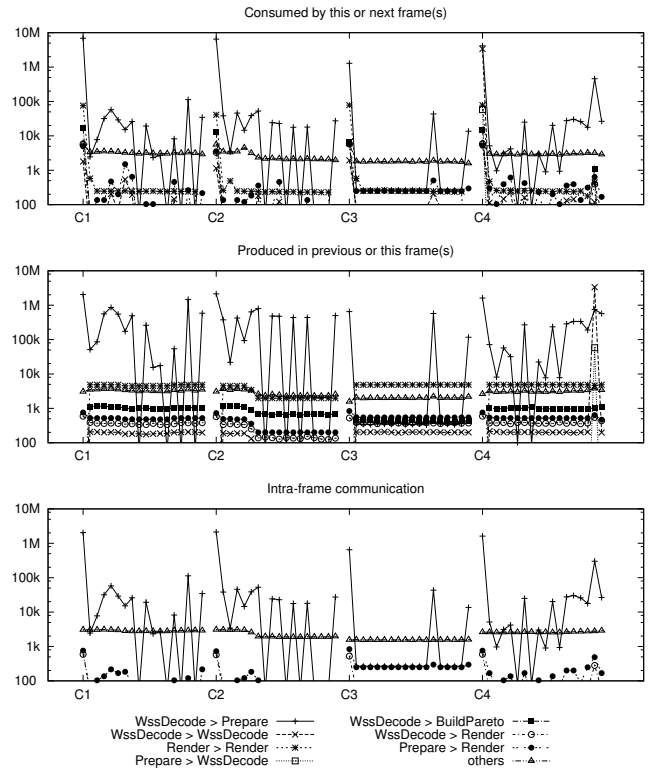 Consumed by this or next frame(s)
10M
1M
100k
10k
1k
100
C1 C2 C3 C4
Produced in previous or this frame(s)
10M
1M
100k
10k
1k
100
C1 C2 C3 C4
Intra-frame communication
10M
1M
100k
10k
1k
100
C1 C2 C3 C4
WssDecode > Prepare WssDecode > BuildPareto
WssDecode > WssDecode WssDecode > Render
Render > Render Prepare > Render
Prepare > WssDecode others